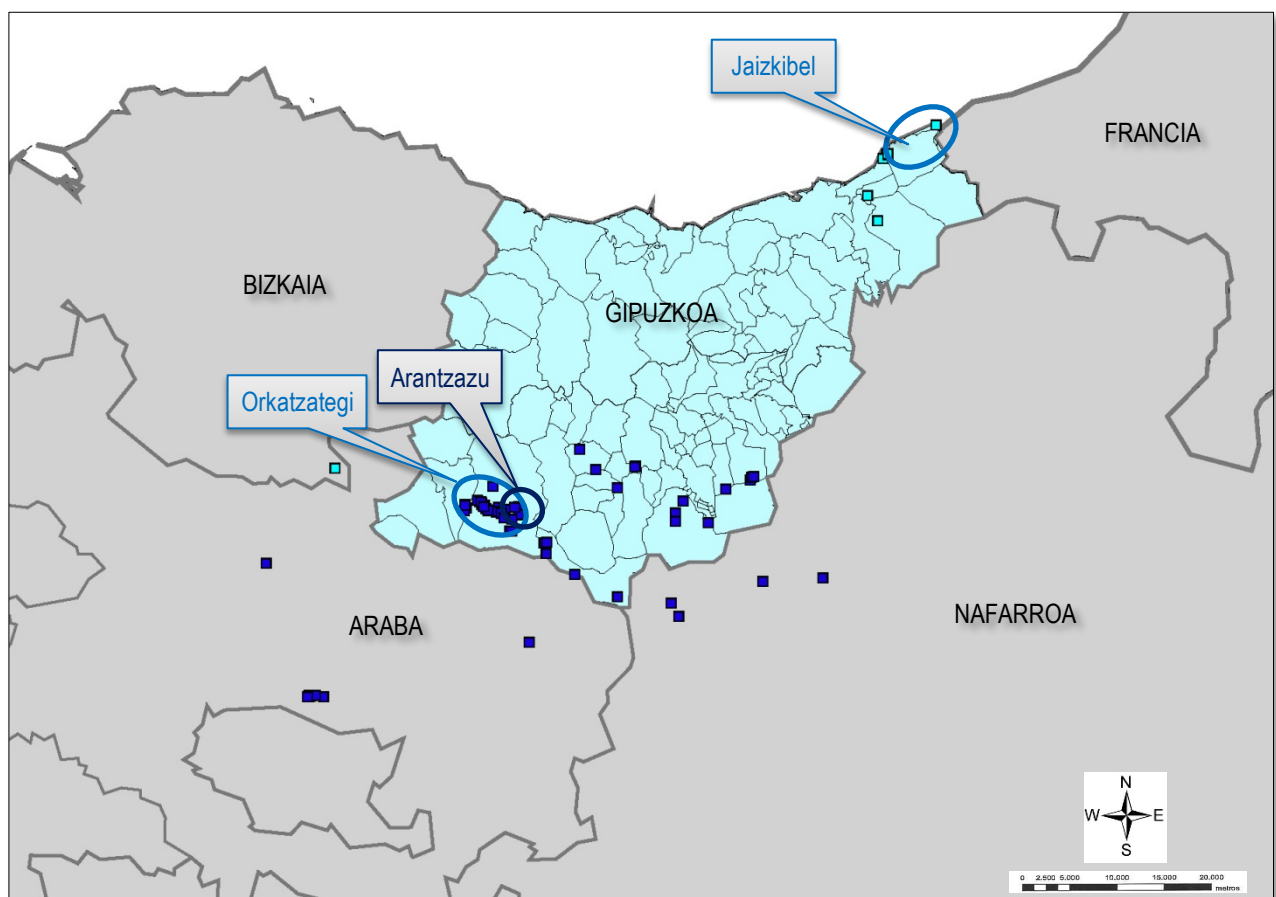 Jaizkibel
FRANCIA
BIZKAIA
GIPUZKOA
Arantzazu
Orkatzategi
ARABA
NAFARROA
N
W E
S
0 2.500 5.000 10.000 15.000 20.000
metros